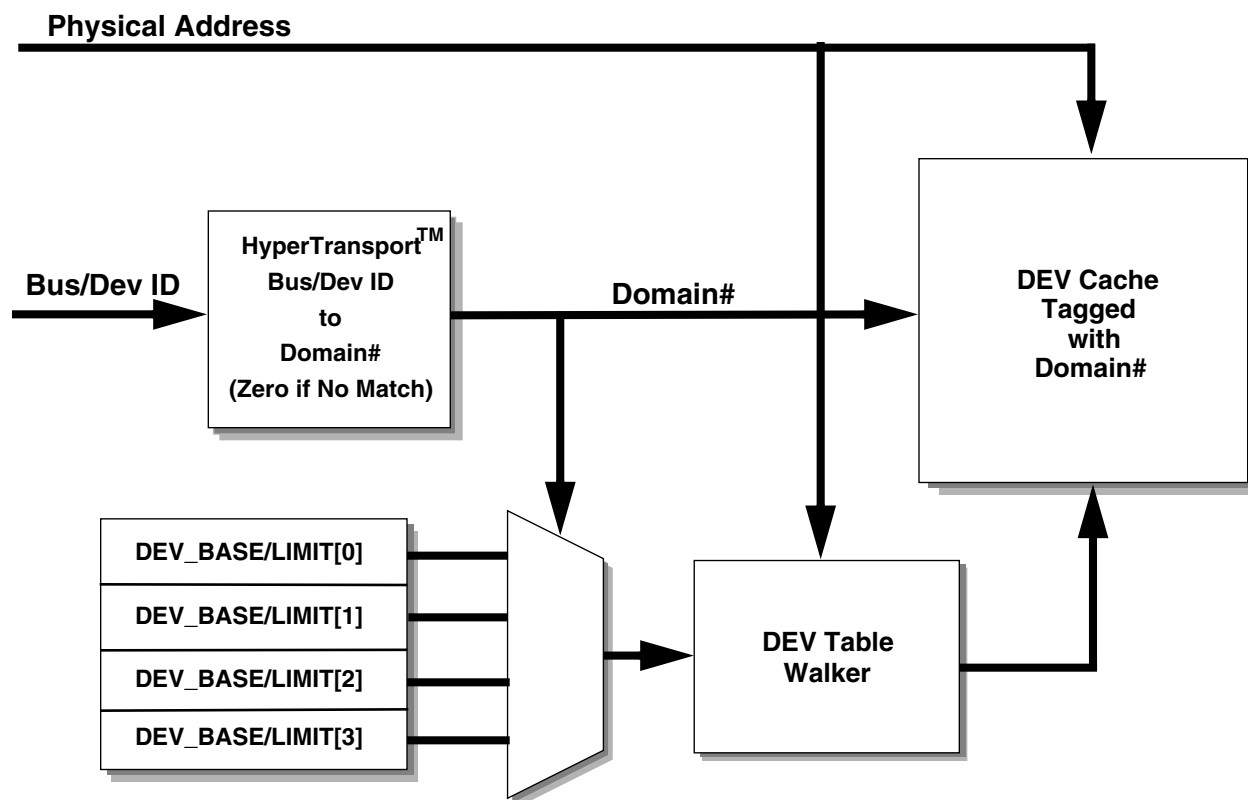 Physical Address
Bus/Dev ID
HyperTransport™
Bus/Dev ID
to
Domain#
(Zero if No Match)
Domain#
DEV Cache
Tagged
with
Domain#
DEV_BASE/LIMIT[0]
DEV_BASE/LIMIT[1]
DEV_BASE/LIMIT[2]
DEV_BASE/LIMIT[3]
DEV Table
Walker